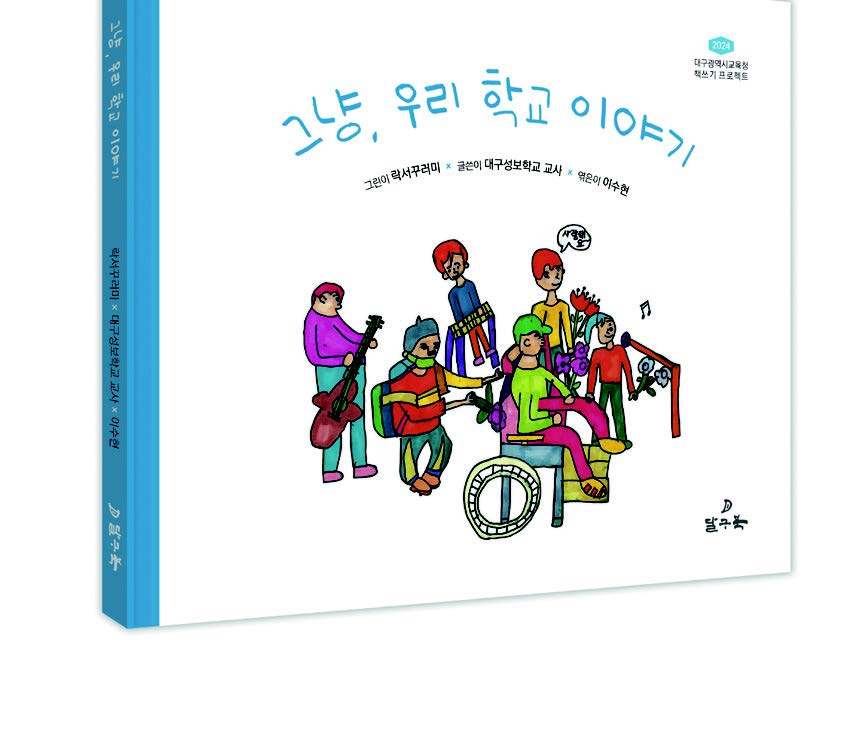 그냥, 우리 학교 이야기
락서꾸러미 × 대구성보학교 교사 × 이수현
달구북
2024
대구광역시교육청
책쓰기 프로젝트
그냥, 우리 학교 이야기
그린이 락서꾸러미 × 글쓴이 대구성보학교 교사 × 엮은이 이수현
사랑해
요
달구북